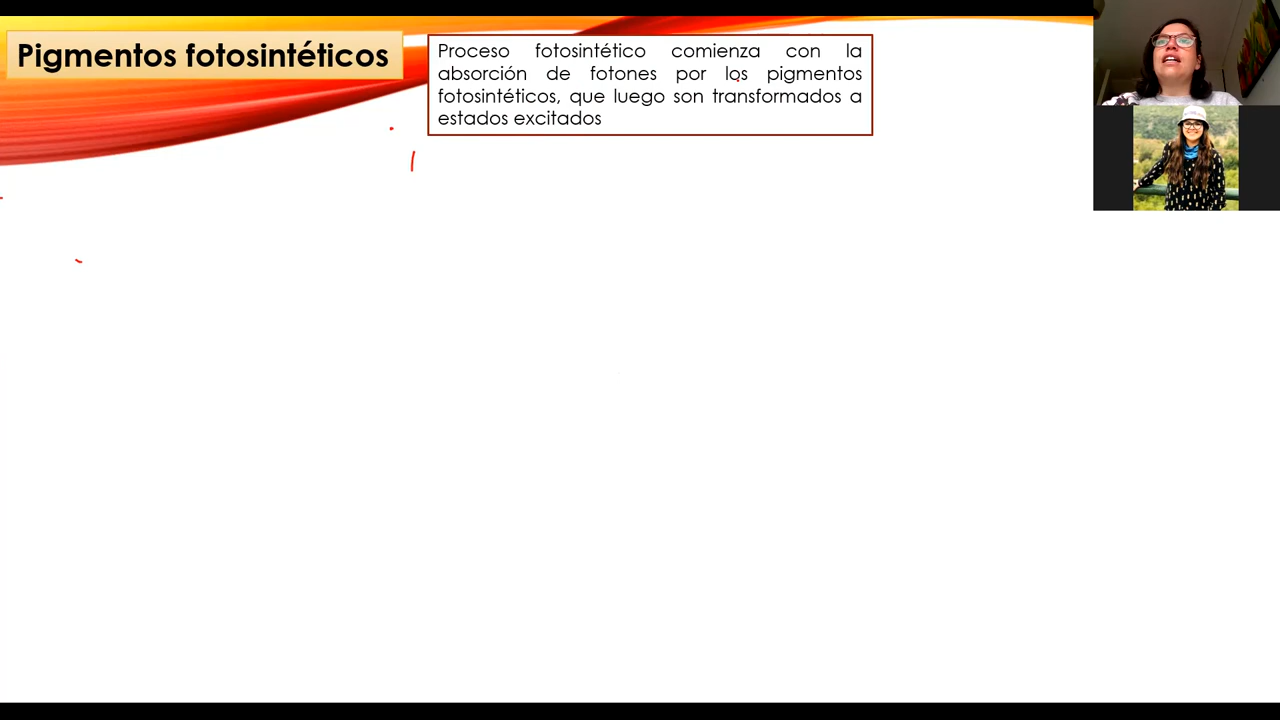 Pigmentos fotosintéticos
Proceso fotosintético comienza con la
absorción de fotones por los pigmentos
fotosintéticos, que luego son transformados a
estados excitados